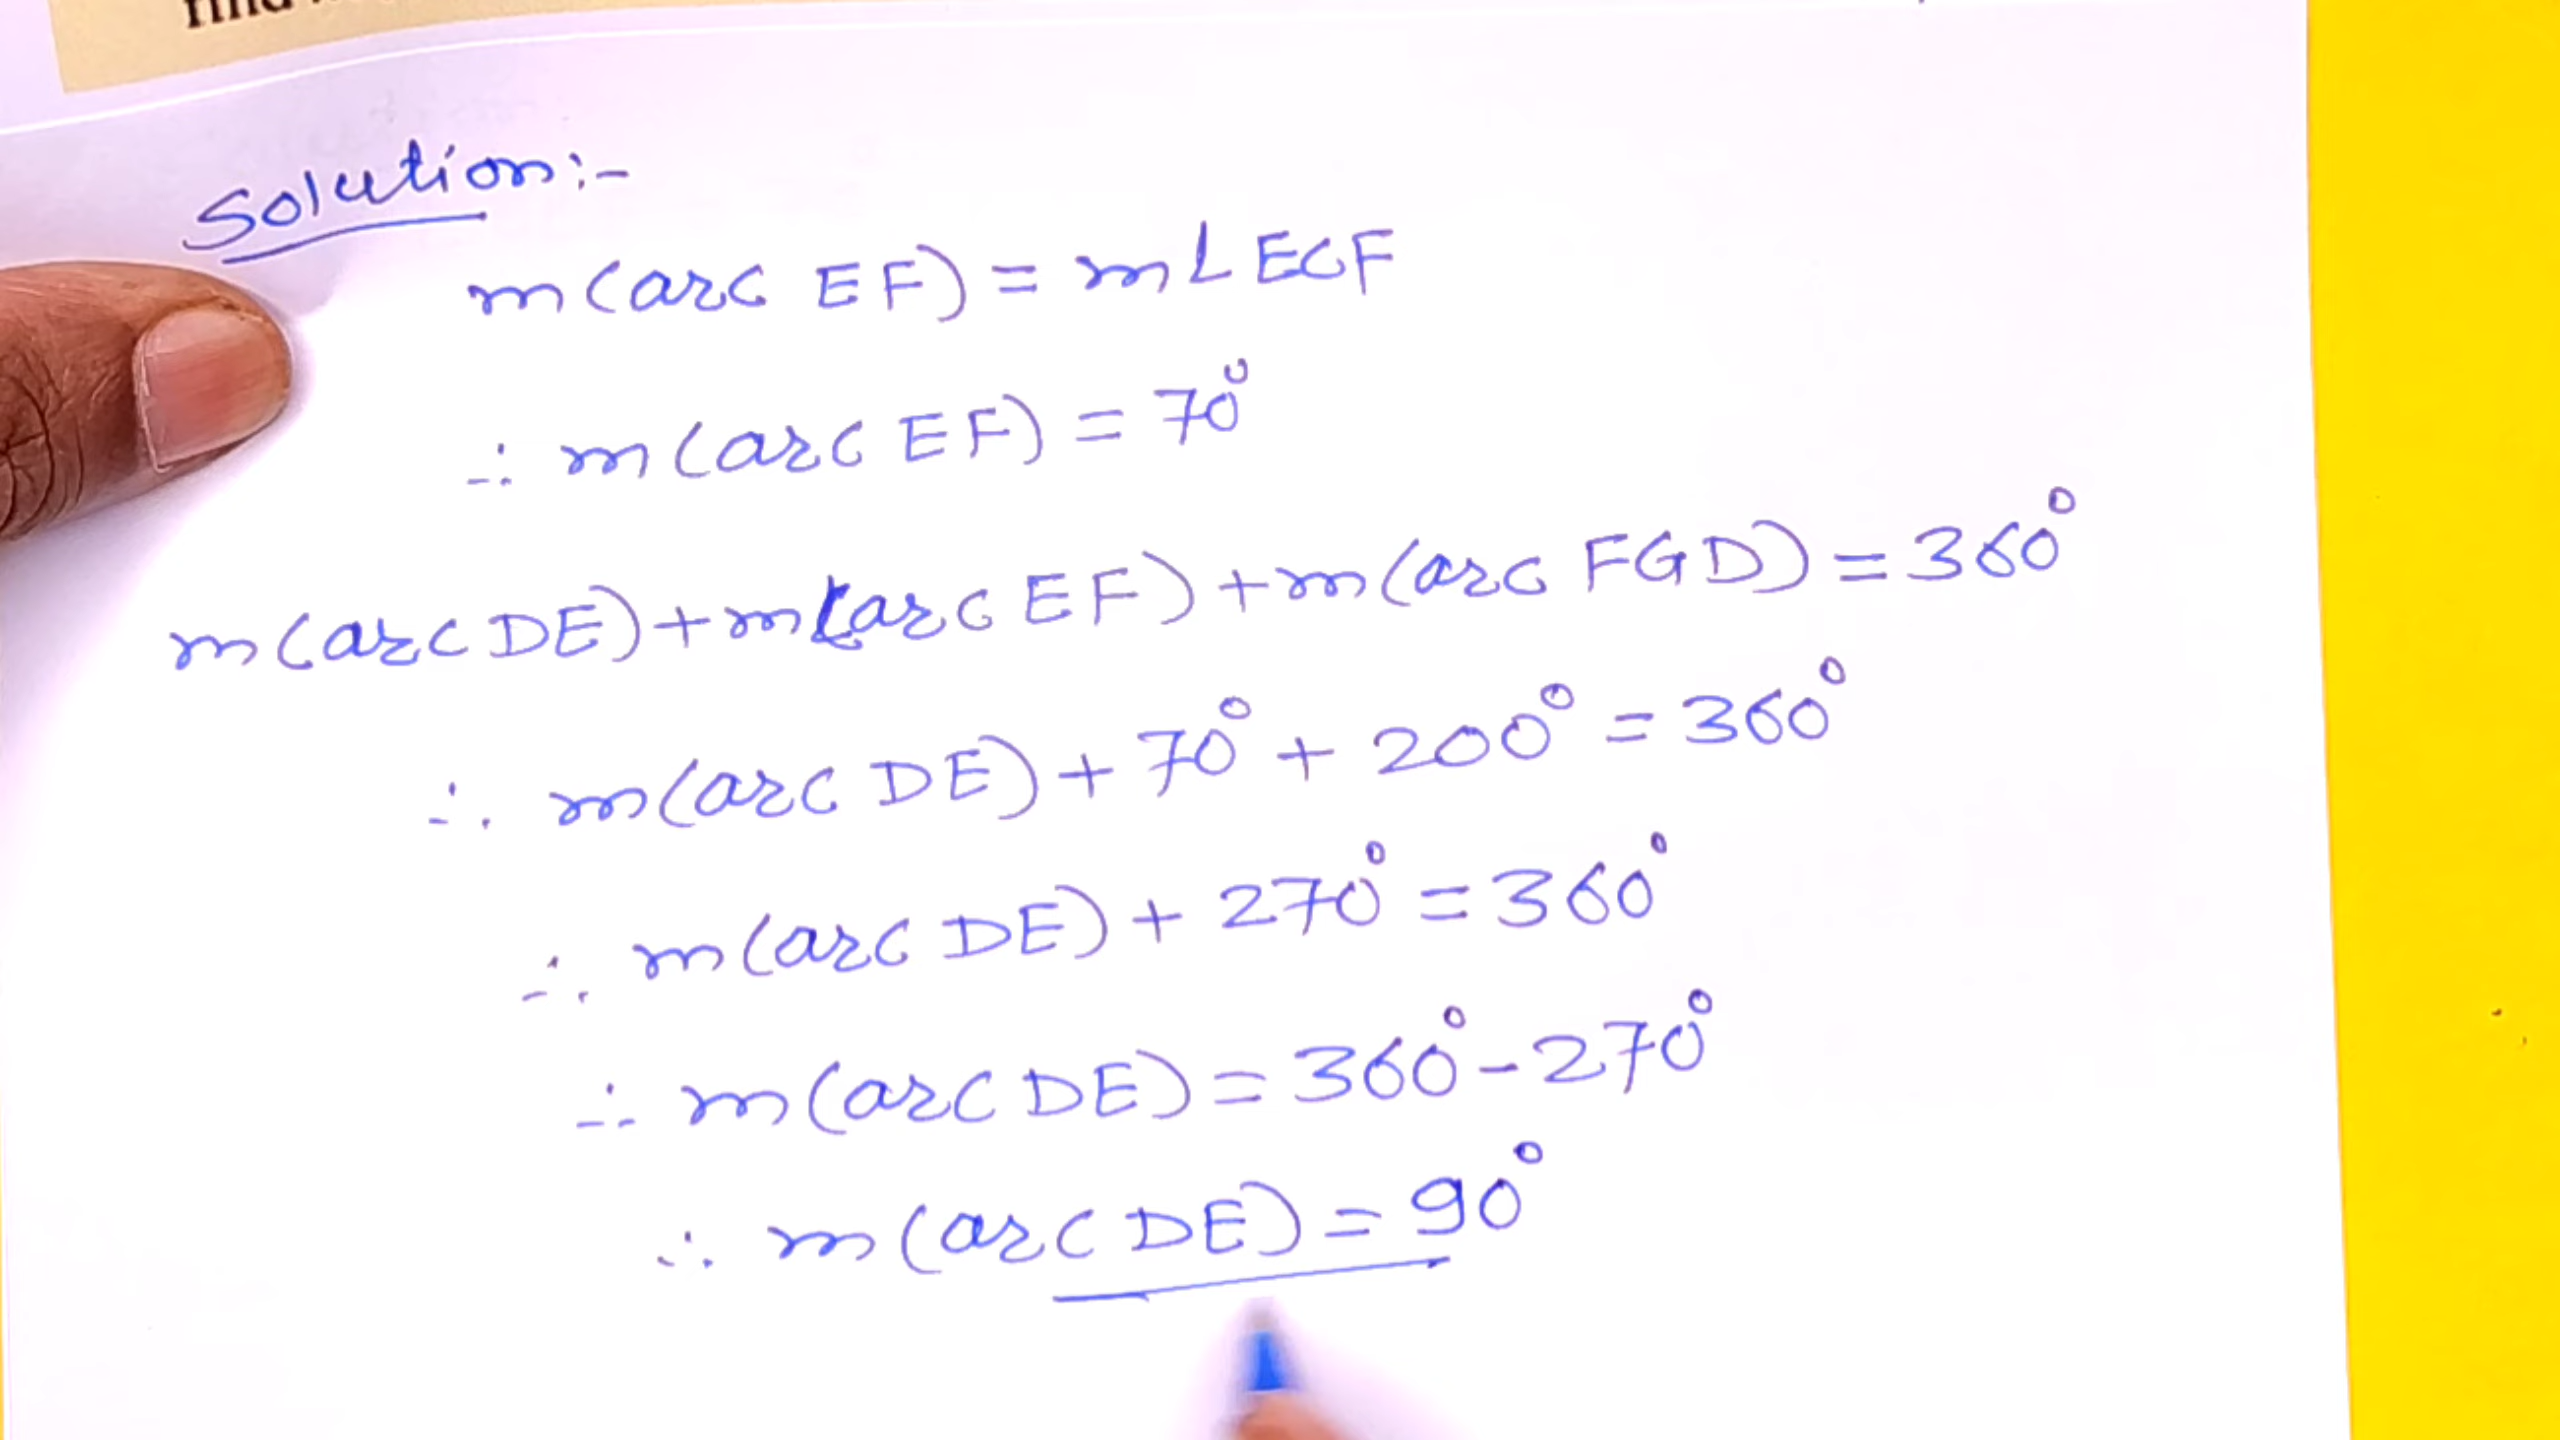 Solution:-
m(arc EF) = m∠ECF
∴ m(arc EF) = 70°
m(arc DE)+m(arc EF)+m(arc FGD)=360°
∴ m(arc DE)+70°+200°=360°
∴ m(arc DE)+270°=360°
∴ m(arc DE)=360°-270°
∴ m(arc DE)=90°